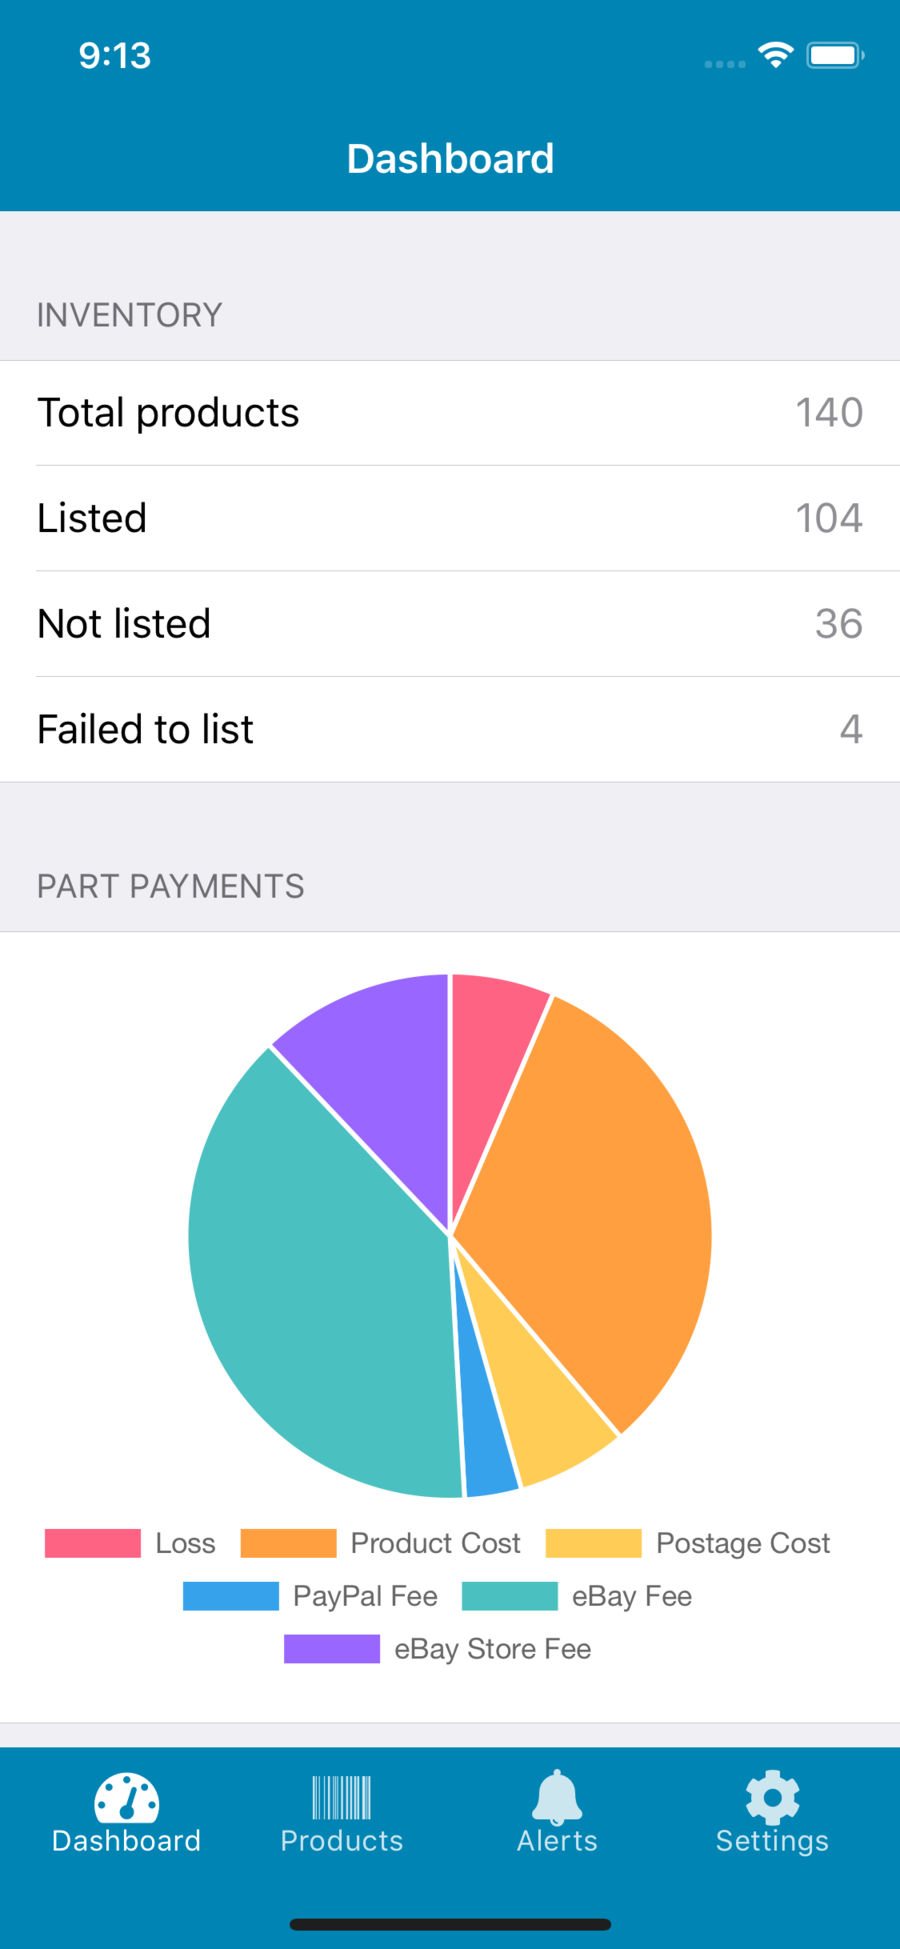 9:13
Dashboard
INVENTORY
Total products 140
Listed 104
Not listed 36
Failed to list 4
PART PAYMENTS
Loss Product Cost Postage Cost
PayPal Fee eBay Fee
eBay Store Fee
Dashboard Products Alerts Settings